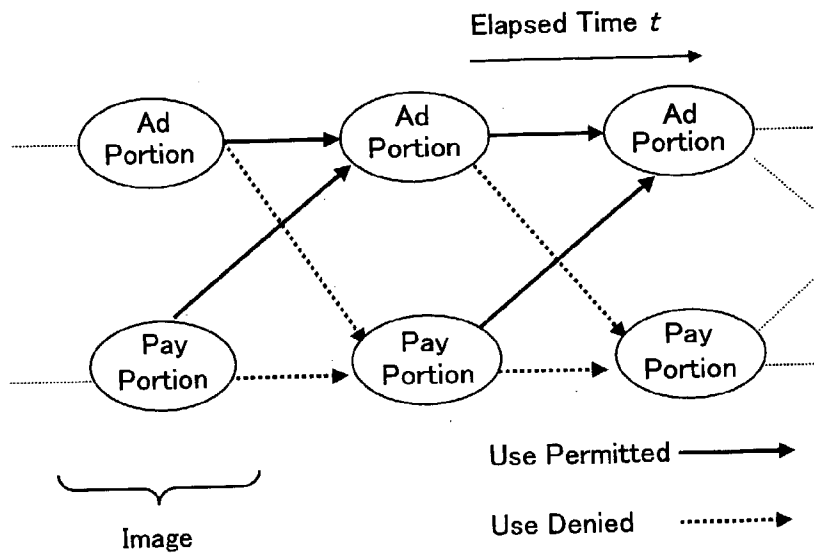 Elapsed Time t
Ad
Portion
Ad
Portion
Ad
Portion
Pay
Portion
Pay
Portion
Pay
Portion
Use Permitted
Use Denied
Image